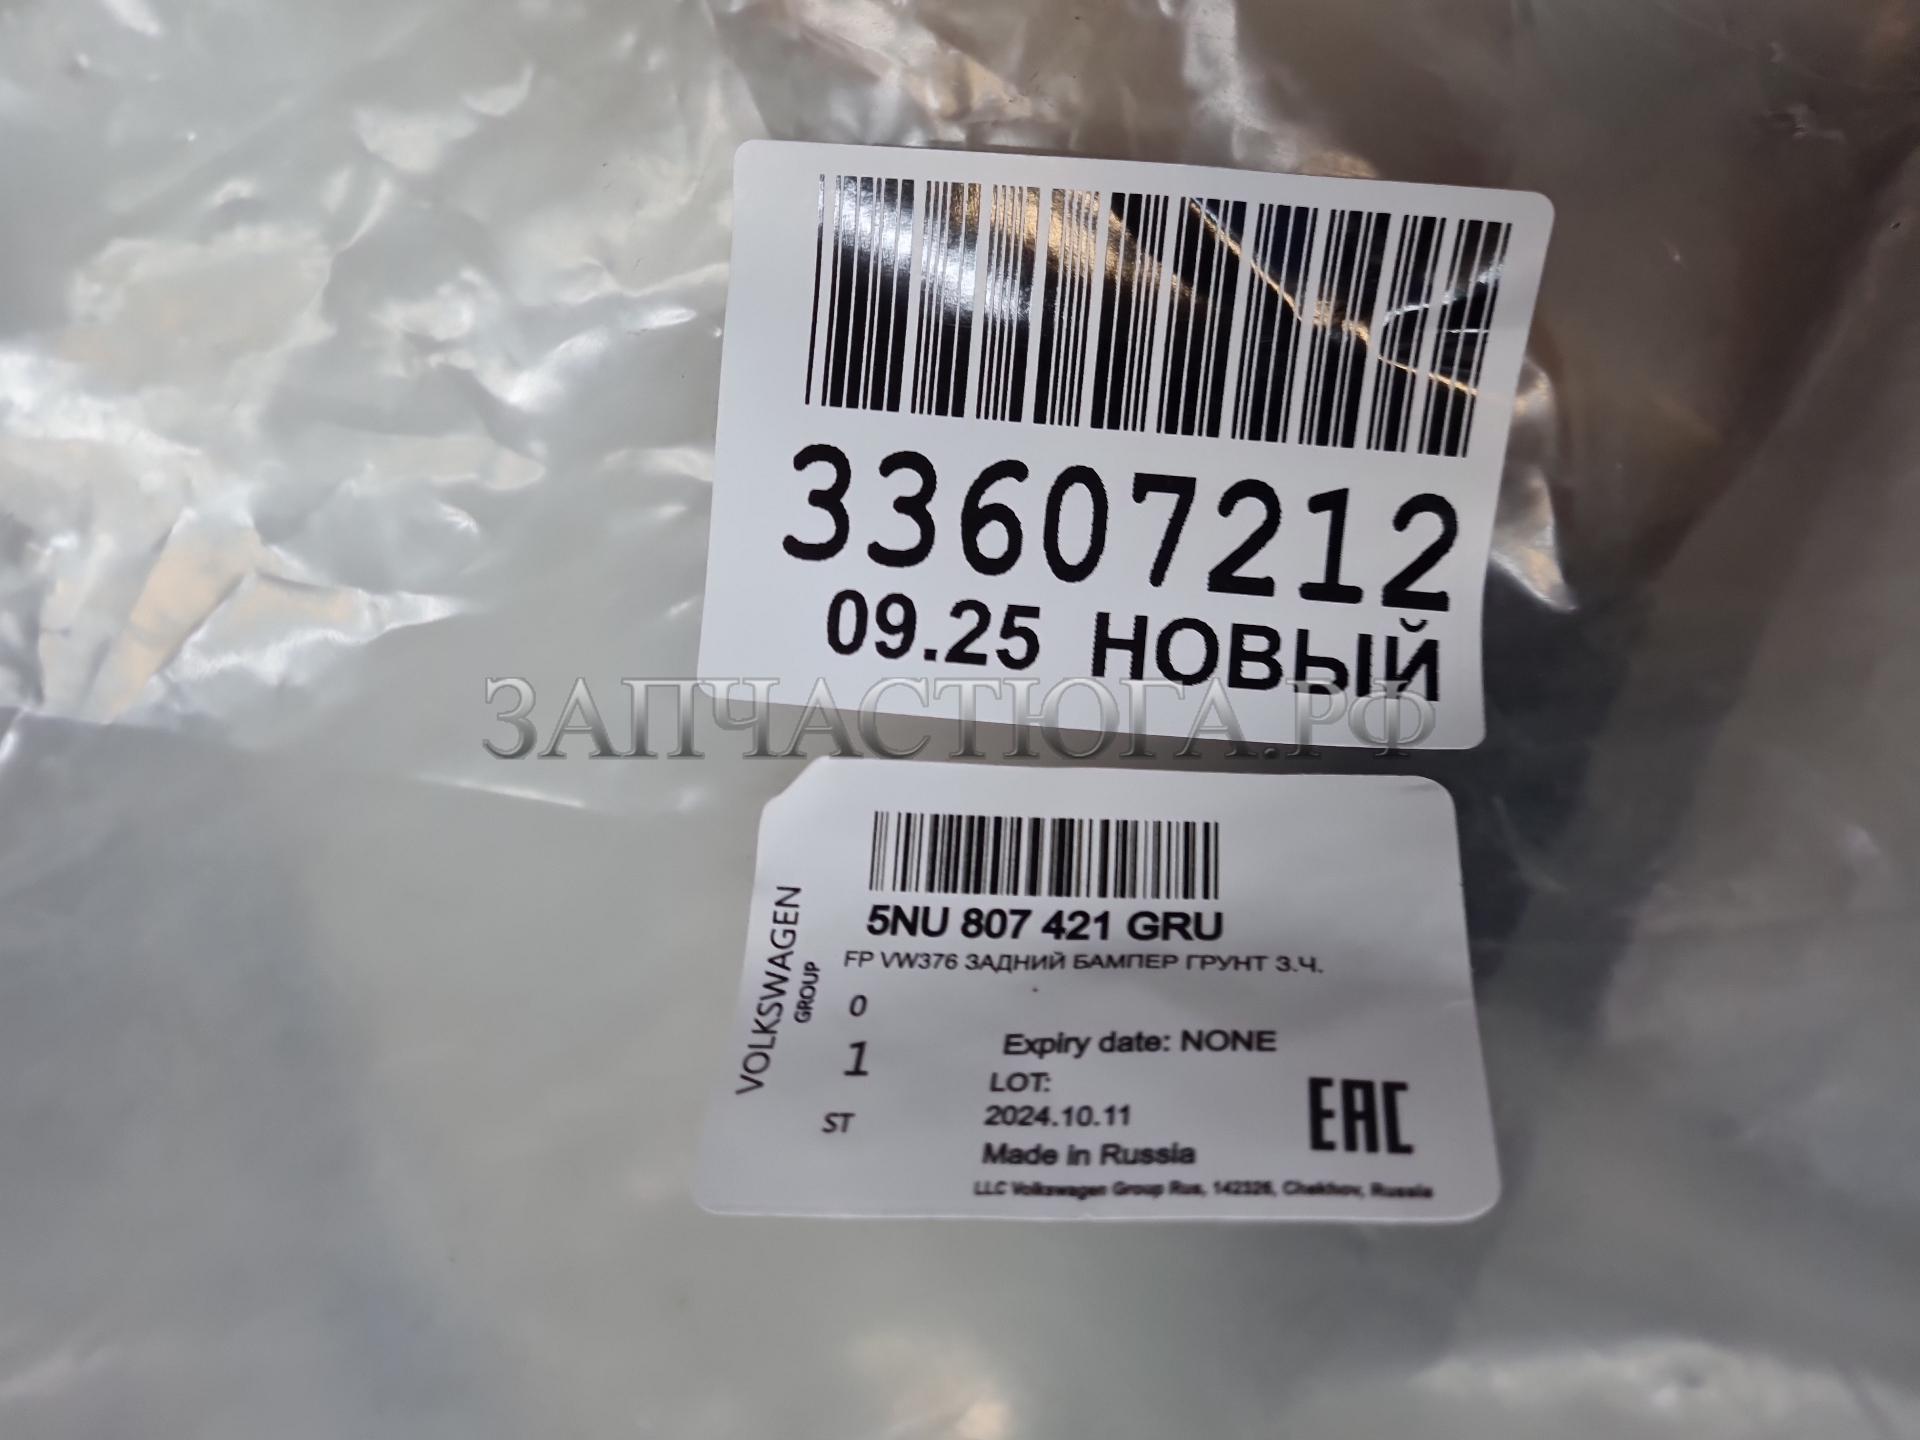 33607212
09.25 НОВЫЙ
ЗАПЧАСТЮГА.РФ
VOLKSWAGEN
GROUP
5NU 807 421 GRU
FP VW376 ЗАДНИЙ БАМПЕР ГРУНТ З.Ч.
0
1
ST
Expiry date: NONE
LOT:
2024.10.11
Made in Russia
LLC Volkswagen Group Rus, 142326, Chekhov, Russia
EAC